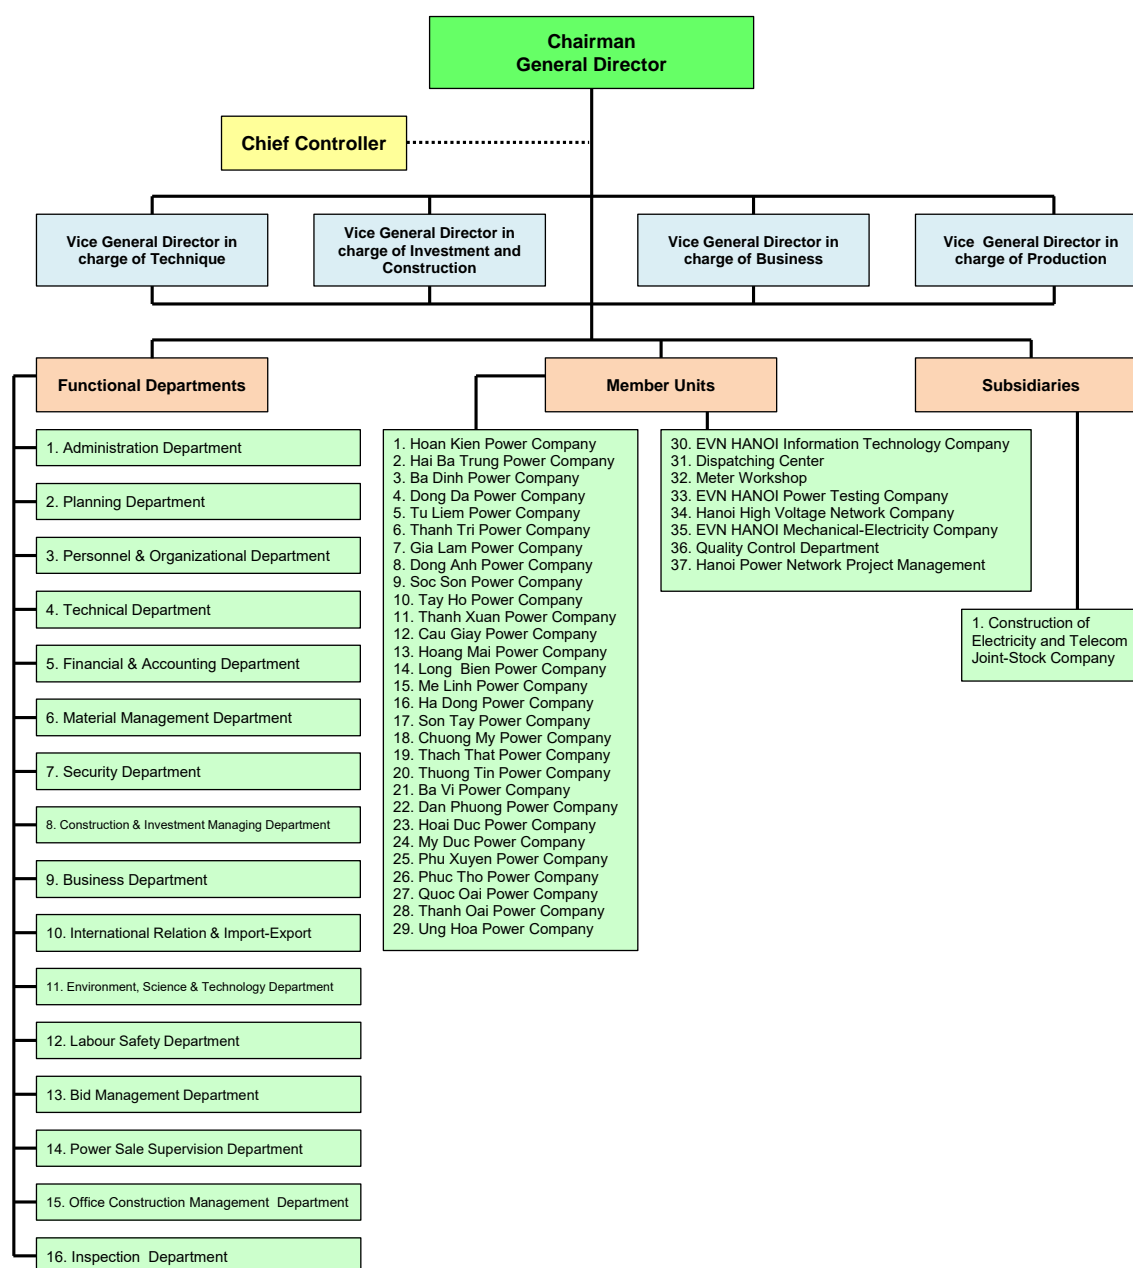 Chairman
General Director
Chief Controller
Vice General Director in
charge of Technique
Vice General Director in
charge of Investment and
Construction
Vice General Director in
charge of Business
Vice General Director in
charge of Production
Functional Departments
Member Units
Subsidiaries
1. Administration Department
2. Planning Department
3. Personnel & Organizational Department
4. Technical Department
5. Financial & Accounting Department
6. Material Management Department
7. Security Department
8. Construction & Investment Managing Department
9. Business Department
10. International Relation & Import-Export
11. Environment, Science & Technology Department
12. Labour Safety Department
13. Bid Management Department
14. Power Sale Supervision Department
15. Office Construction Management Department
16. Inspection Department
1. Hoan Kien Power Company
2. Hai Ba Trung Power Company
3. Ba Dinh Power Company
4. Dong Da Power Company
5. Tu Liem Power Company
6. Thanh Tri Power Company
7. Gia Lam Power Company
8. Dong Anh Power Company
9. Soc Son Power Company
10. Tay Ho Power Company
11. Thanh Xuan Power Company
12. Cau Giay Power Company
13. Hoang Mai Power Company
14. Long Bien Power Company
15. Me Linh Power Company
16. Ha Dong Power Company
17. Son Tay Power Company
18. Chuong My Power Company
19. Thach That Power Company
20. Thuong Tin Power Company
21. Ba Vi Power Company
22. Dan Phuong Power Company
23. Hoai Duc Power Company
24. My Duc Power Company
25. Phu Xuyen Power Company
26. Phuc Tho Power Company
27. Quoc Oai Power Company
28. Thanh Oai Power Company
29. Ung Hoa Power Company
30. EVN HANOI Information Technology Company
31. Dispatching Center
32. Meter Workshop
33. EVN HANOI Power Testing Company
34. Hanoi High Voltage Network Company
35. EVN HANOI Mechanical-Electricity Company
36. Quality Control Department
37. Hanoi Power Network Project Management
1. Construction of
Electricity and Telecom
Joint-Stock Company